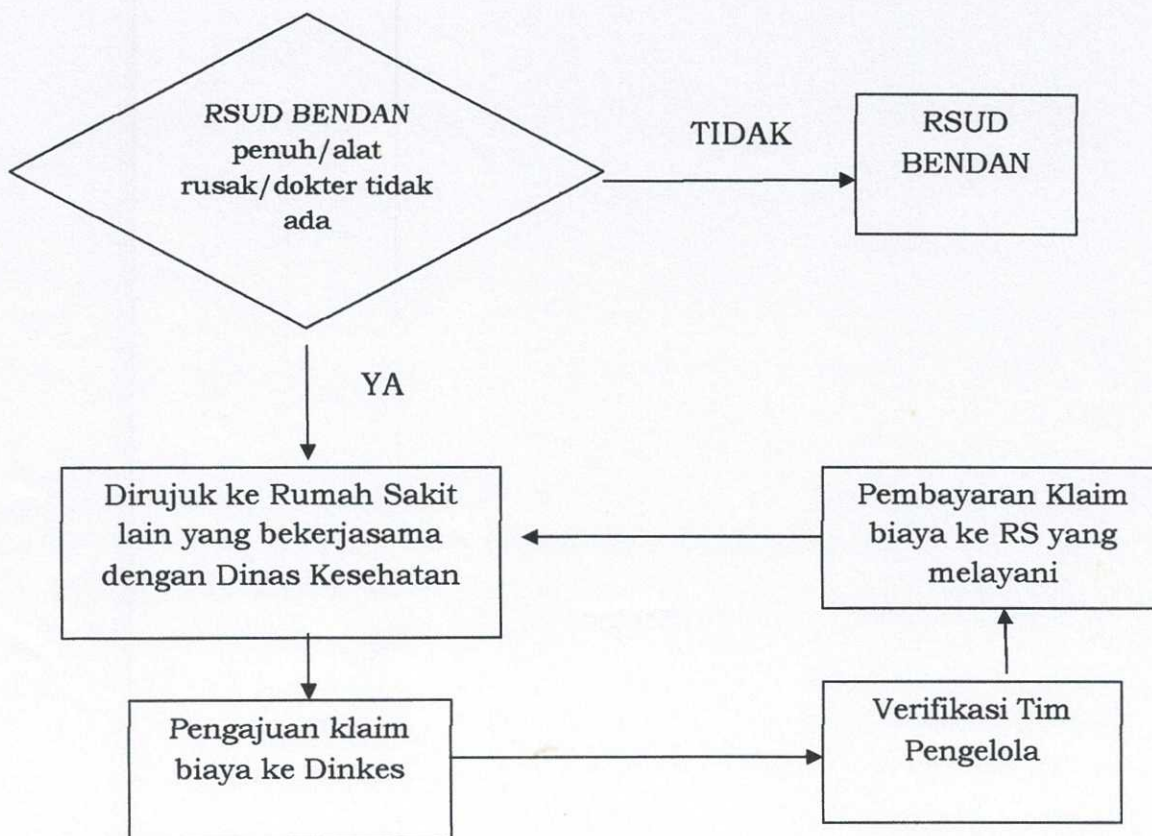 RSUD BENDAN
penuh/alat
rusak/dokter tidak
ada
TIDAK
RSUD
BENDAN
YA
Dirujuk ke Rumah Sakit
lain yang bekerjasama
dengan Dinas Kesehatan
Pembayaran Klaim
biaya ke RS yang
melayani
Pengajuan klaim
biaya ke Dinkes
Verifikasi Tim
Pengelola